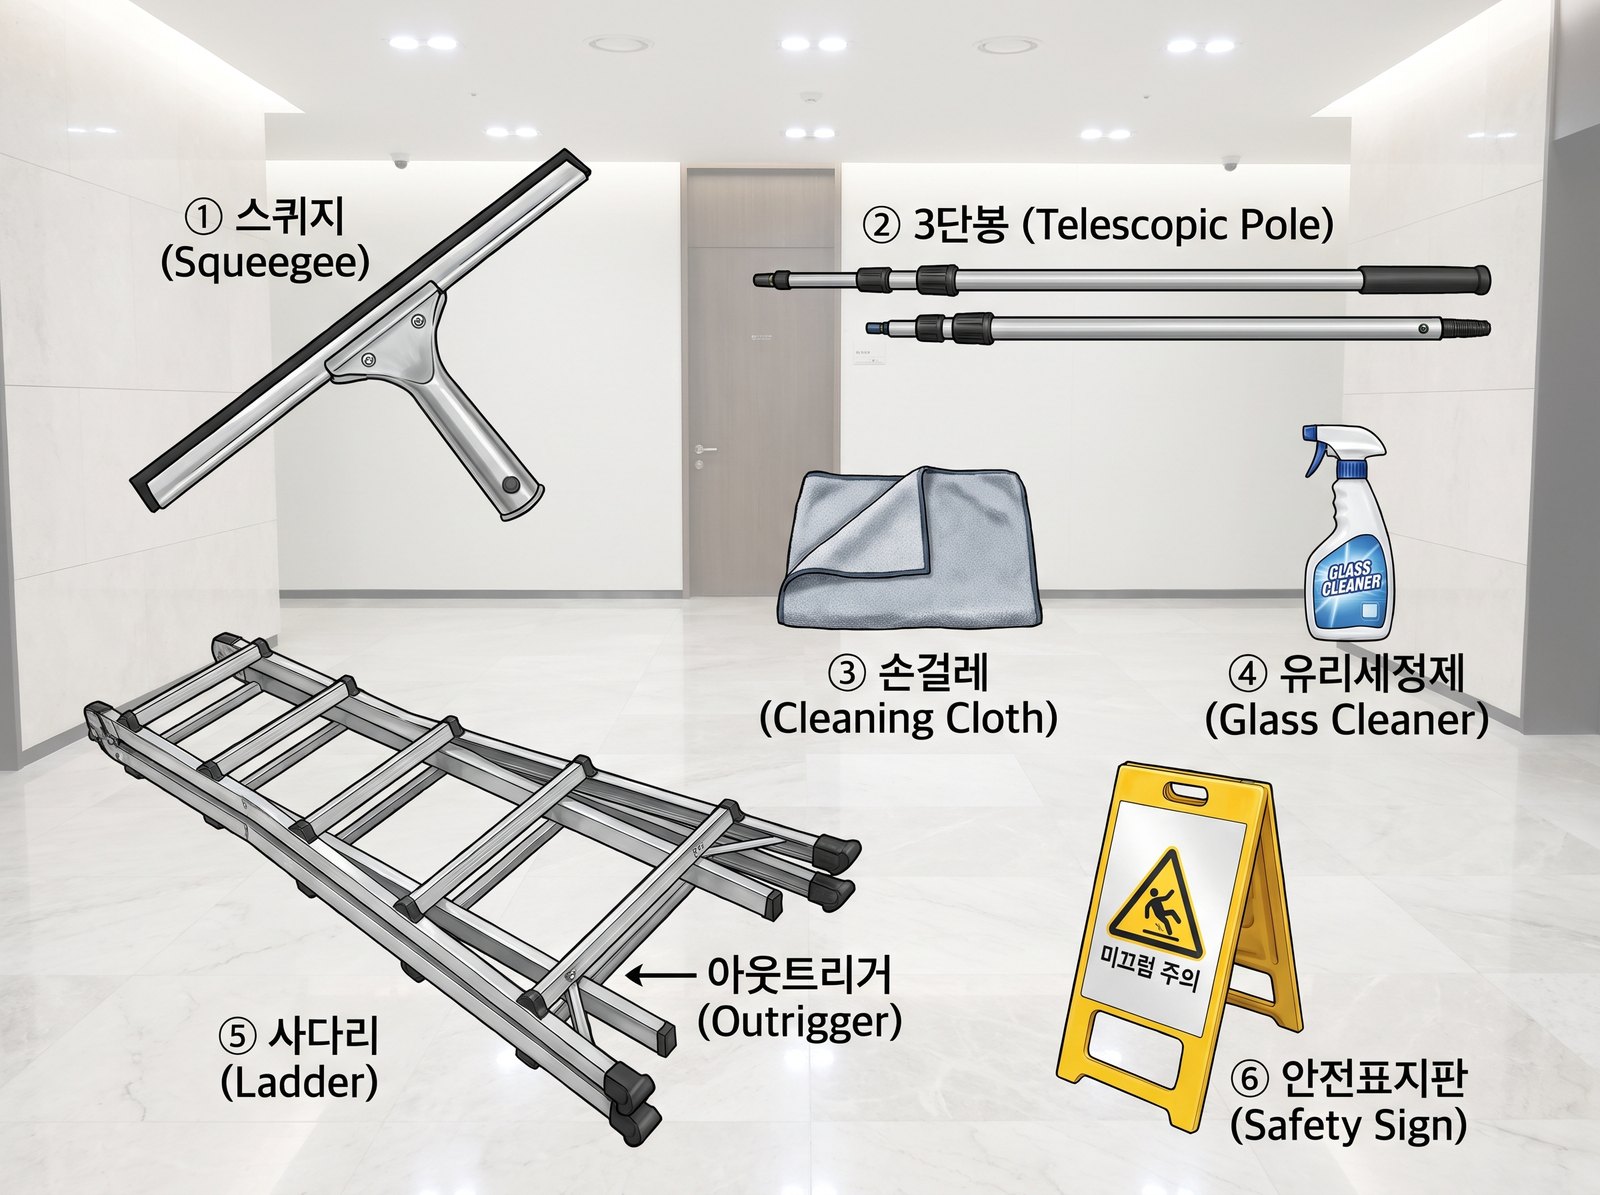 ① 스퀴지
(Squeegee)
② 3단봉 (Telescopic Pole)
③ 손걸레
(Cleaning Cloth)
GLASS
CLEANER
④ 유리세정제
(Glass Cleaner)
⑤ 사다리
(Ladder)
아웃트리거
(Outrigger)
미끄럼 주의
⑥ 안전표지판
(Safety Sign)